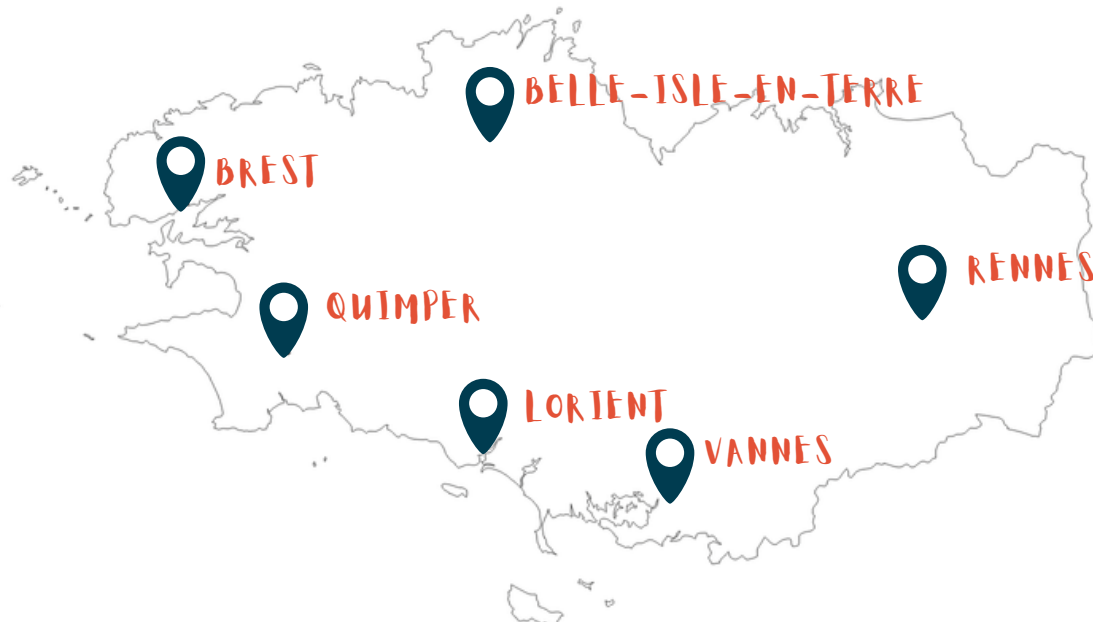 BELLE-ISLE-EN-TERRE
BREST
RENNES
QUIMPER
LORIENT
VANNES